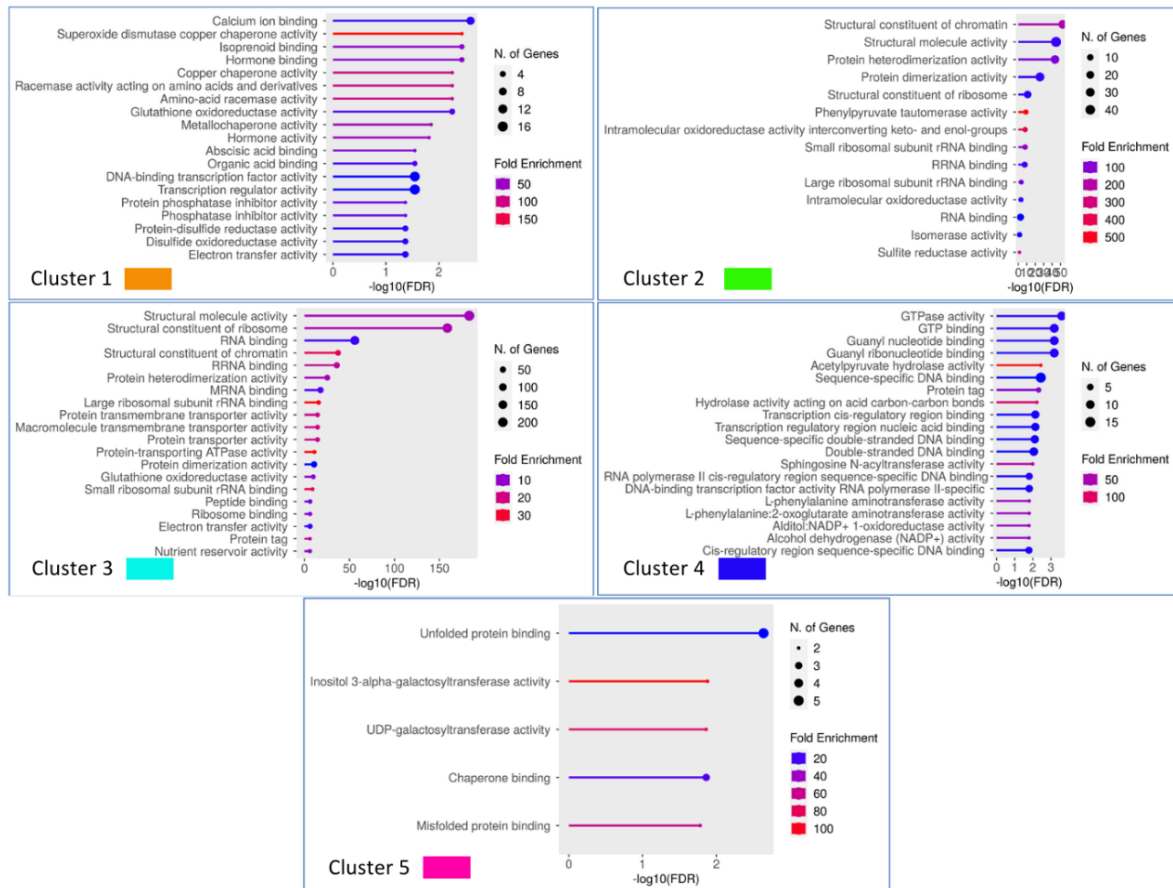 Calcium ion binding
Superoxide dismutase copper chaperone activity
Isoprenoid binding
Hormone binding
Copper chaperone activity
Racemase activity acting on amino acids and derivatives
Amino-acid racemase activity
Glutathione oxidoreductase activity
Metallochaperone activity
Hormone activity
Abscisic acid binding
Organic acid binding
DNA-binding transcription factor activity
Transcription regulator activity
Protein phosphatase inhibitor activity
Phosphatase inhibitor activity
Protein-disulfide reductase activity
Disulfide oxidoreductase activity
Electron transfer activity
0 1 2
-log10(FDR)
N. of Genes
4
8
12
16
Fold Enrichment
50
100
150
Cluster 1
Structural constituent of chromatin
Structural molecule activity
Protein heterodimerization activity
Protein dimerization activity
Structural constituent of ribosome
Phenylpyruvate tautomerase activity
Intramolecular oxidoreductase activity interconverting keto- and enol-groups
Small ribosomal subunit rRNA binding
RRNA binding
Large ribosomal subunit rRNA binding
Intramolecular oxidoreductase activity
RNA binding
Isomerase activity
Sulfite reductase activity
0 10 20 30 40 50
-log10(FDR)
N. of Genes
10
20
30
40
Fold Enrichment
100
200
300
400
500
Cluster 2
Structural molecule activity
Structural constituent of ribosome
RNA binding
Structural constituent of chromatin
RRNA binding
Protein heterodimerization activity
MRNA binding
Large ribosomal subunit rRNA binding
Protein transmembrane transporter activity
Macromolecule transmembrane transporter activity
Protein transporter activity
Protein-transporting ATPase activity
Protein dimerization activity
Glutathione oxidoreductase activity
Small ribosomal subunit rRNA binding
Peptide binding
Ribosome binding
Electron transfer activity
Protein tag
Nutrient reservoir activity
0 50 100 150
-log10(FDR)
N. of Genes
50
100
150
200
Fold Enrichment
10
20
30
Cluster 3
GTPase activity
GTP binding
Guanyl nucleotide binding
Guanyl ribonucleotide binding
Acetylpyruvate hydrolase activity
Sequence-specific DNA binding
Protein tag
Hydrolase activity acting on acid carbon-carbon bonds
Transcription cis-regulatory region binding
Transcription regulatory region nucleic acid binding
Sequence-specific double-stranded DNA binding
Double-stranded DNA binding
Sphingosine N-acyltransferase activity
RNA polymerase II cis-regulatory region sequence-specific DNA binding
DNA-binding transcription factor activity RNA polymerase II-specific
L-phenylalanine aminotransferase activity
L-phenylalanine:2-oxoglutarate aminotransferase activity
Alditol:NADP+ 1-oxidoreductase activity
Alcohol dehydrogenase (NADP+) activity
Cis-regulatory region sequence-specific DNA binding
0 1 2 3
-log10(FDR)
N. of Genes
5
10
15
Fold Enrichment
50
100
Cluster 4
Unfolded protein binding
Inositol 3-alpha-galactosyltransferase activity
UDP-galactosyltransferase activity
Chaperone binding
Misfolded protein binding
0 1 2
-log10(FDR)
N. of Genes
2
3
4
5
Fold Enrichment
20
40
60
80
100
Cluster 5